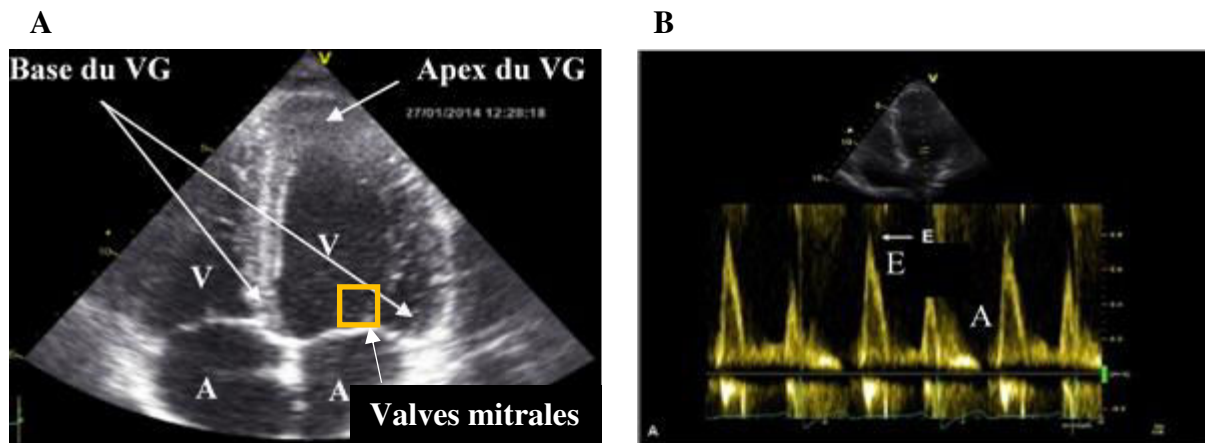 A
B
Base du VG
Apex du VG
V
27/01/2014 12:28:18
V
V
A
A
Valves mitrales
V
E
E
A
A